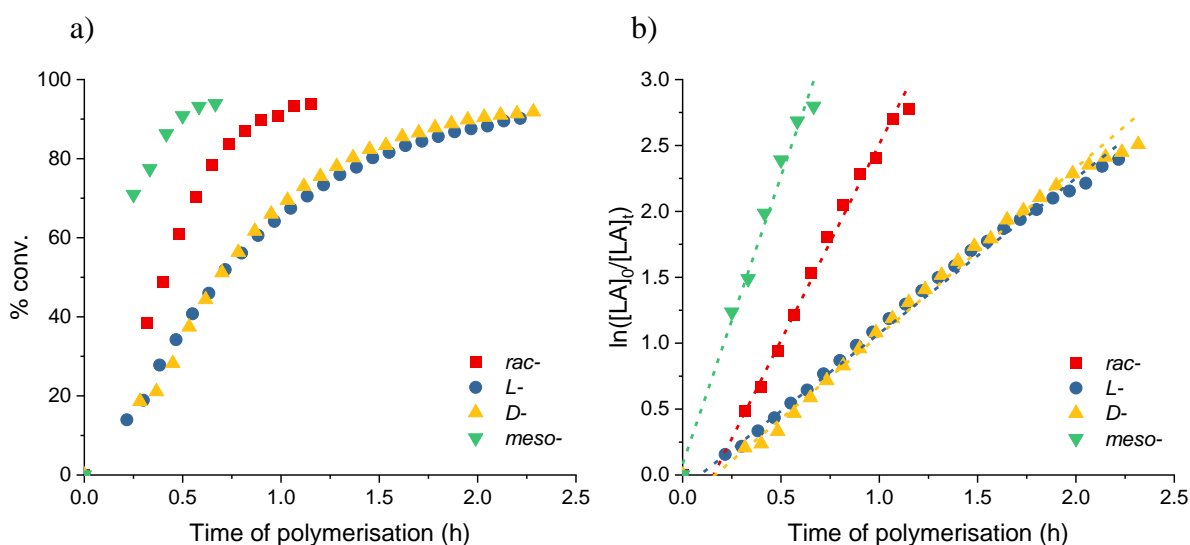 a)
100
80
60
40
20
0
% conv.
rac-
L-
D-
meso-
0.0 0.5 1.0 1.5 2.0 2.5
Time of polymerisation (h)
b)
3.0
2.5
2.0
1.5
1.0
0.5
0.0
ln([LA]0/[LA]t)
rac-
L-
D-
meso-
0.0 0.5 1.0 1.5 2.0 2.5
Time of polymerisation (h)